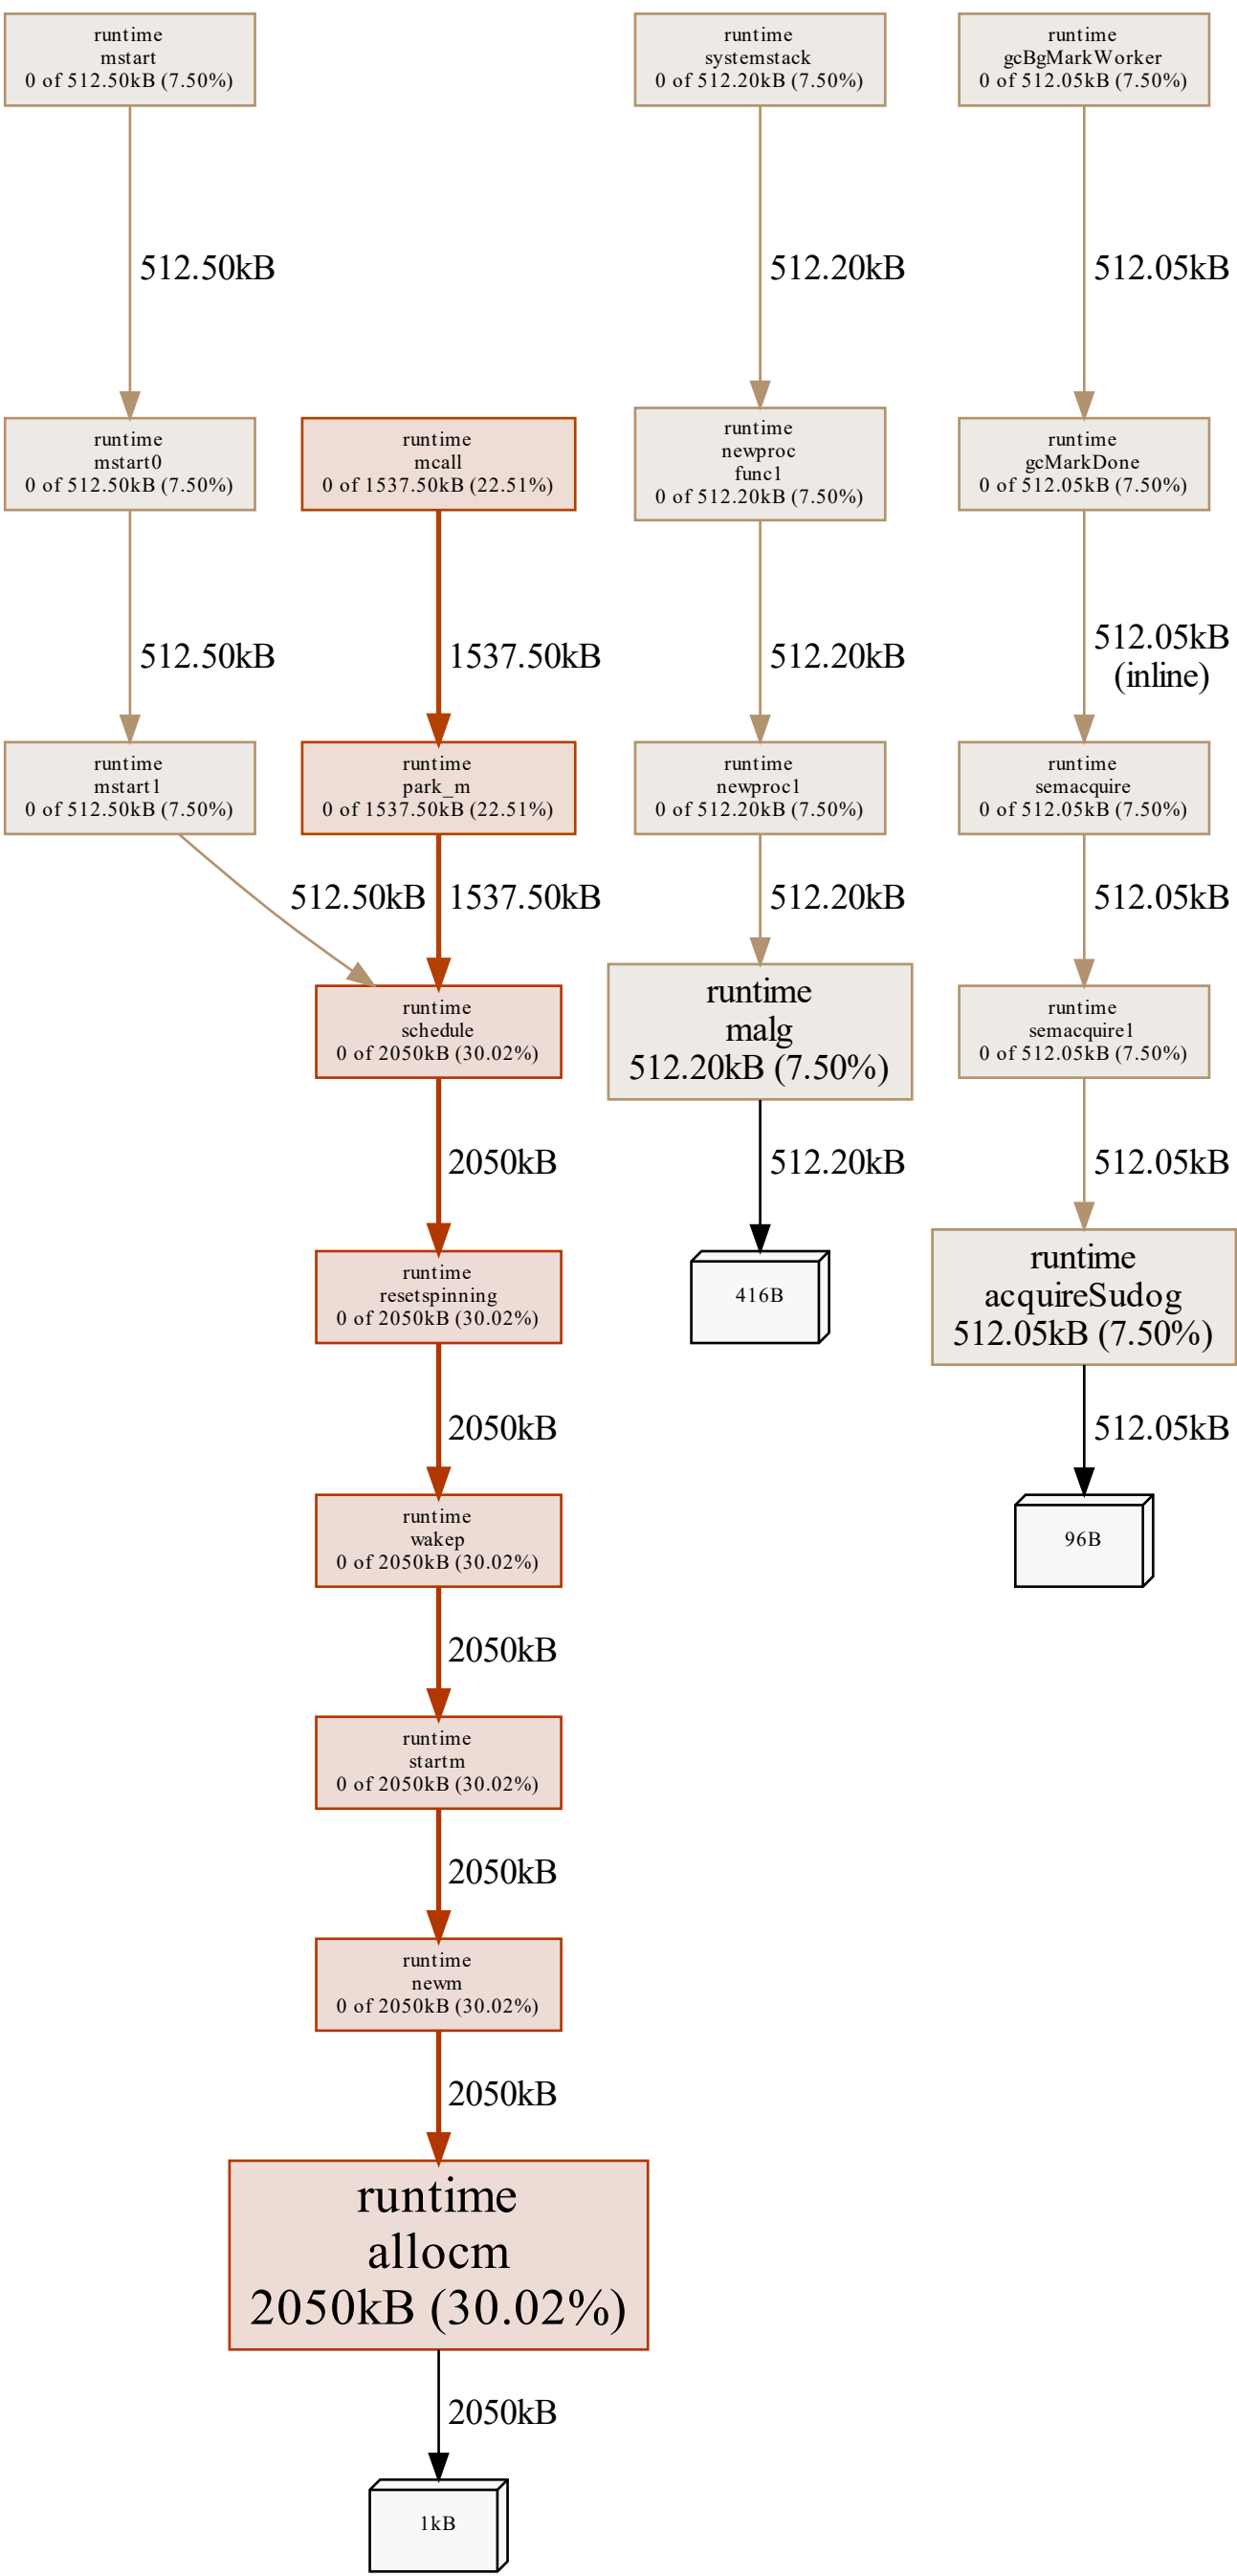 runtime
mstart
0 of 512.50kB (7.50%)
runtime
systemstack
0 of 512.20kB (7.50%)
runtime
gcBgMarkWorker
0 of 512.05kB (7.50%)
512.50kB
512.20kB
512.05kB
runtime
mstart0
0 of 512.50kB (7.50%)
runtime
mcall
0 of 1537.50kB (22.51%)
runtime
newproc
func1
0 of 512.20kB (7.50%)
runtime
gcMarkDone
0 of 512.05kB (7.50%)
512.50kB
1537.50kB
512.20kB
512.05kB
(inline)
runtime
mstart1
0 of 512.50kB (7.50%)
runtime
park_m
0 of 1537.50kB (22.51%)
runtime
newproc1
0 of 512.20kB (7.50%)
runtime
semacquire
0 of 512.05kB (7.50%)
512.50kB
1537.50kB
512.20kB
512.05kB
runtime
schedule
0 of 2050kB (30.02%)
runtime
malg
512.20kB (7.50%)
runtime
semacquire1
0 of 512.05kB (7.50%)
2050kB
512.20kB
512.05kB
runtime
resetspinning
0 of 2050kB (30.02%)
416B
runtime
acquireSudog
512.05kB (7.50%)
2050kB
512.05kB
runtime
wakep
0 of 2050kB (30.02%)
96B
2050kB
runtime
startm
0 of 2050kB (30.02%)
2050kB
runtime
newm
0 of 2050kB (30.02%)
2050kB
runtime
allocm
2050kB (30.02%)
2050kB
1kB